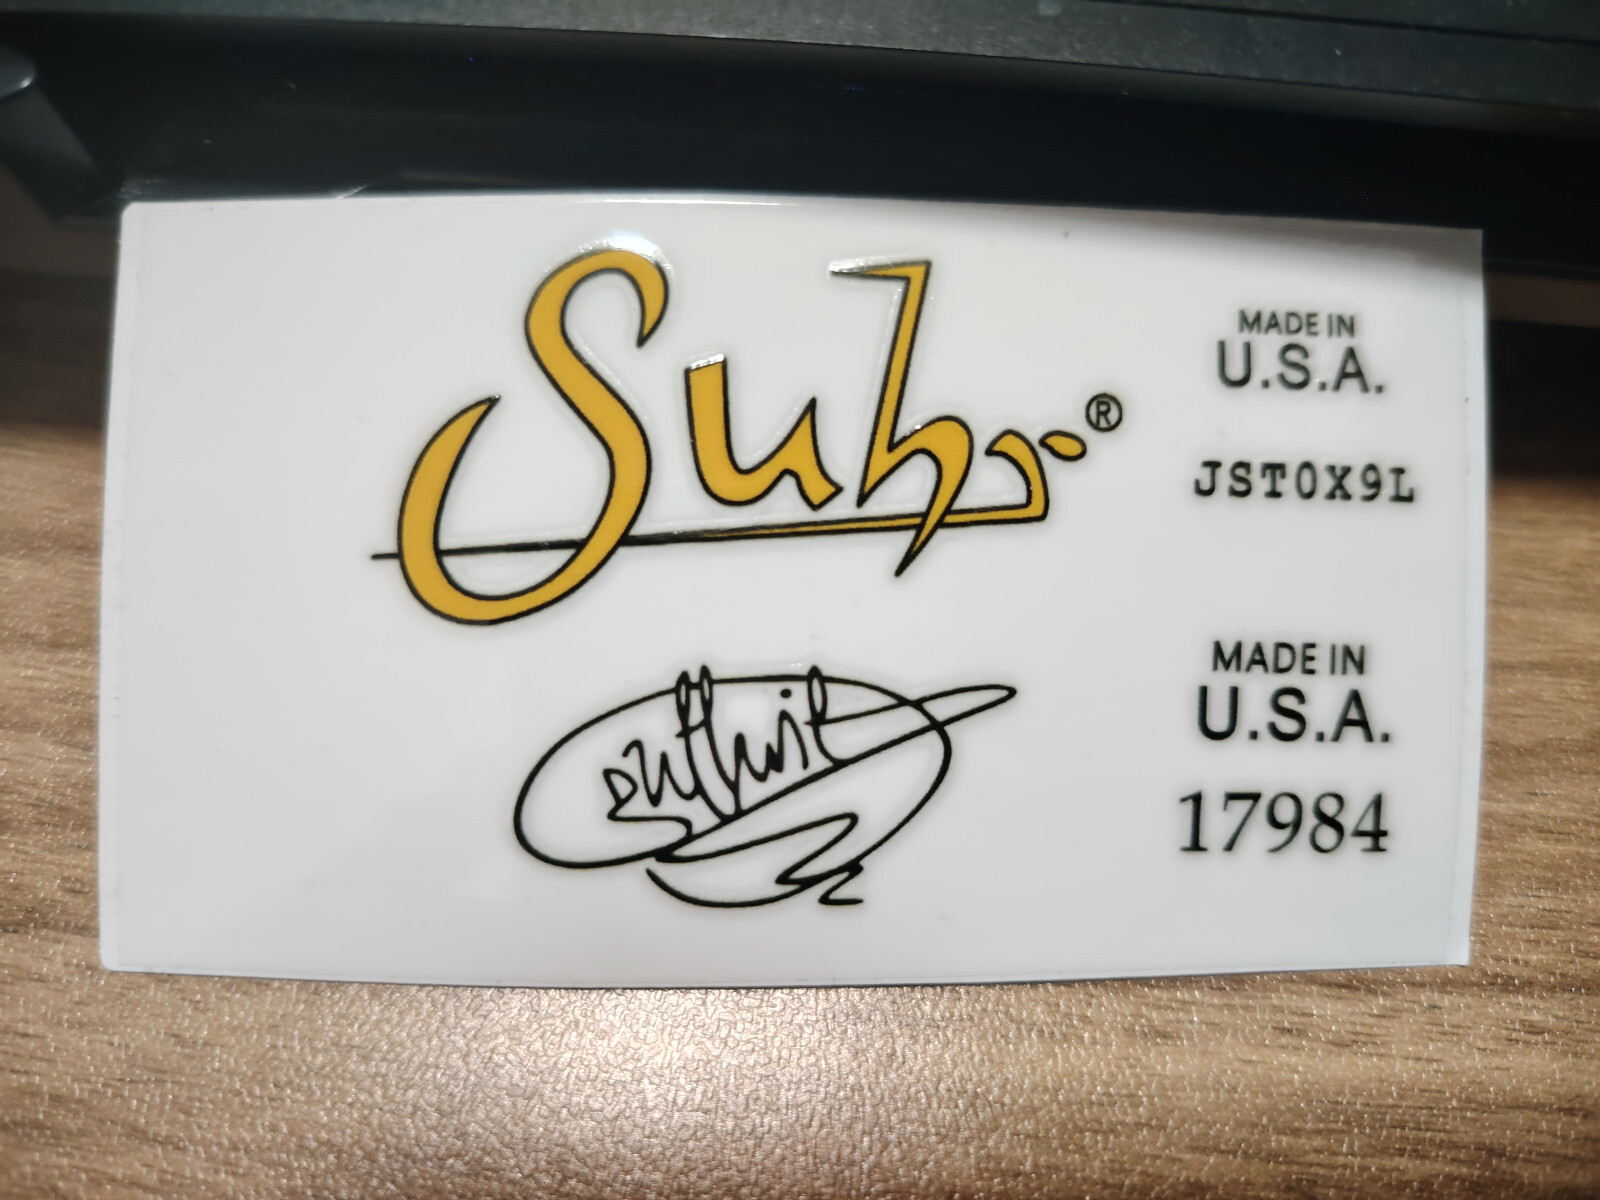 Suhr®
MADE IN
U.S.A.
JST0X9L
MADE IN
U.S.A.
17984